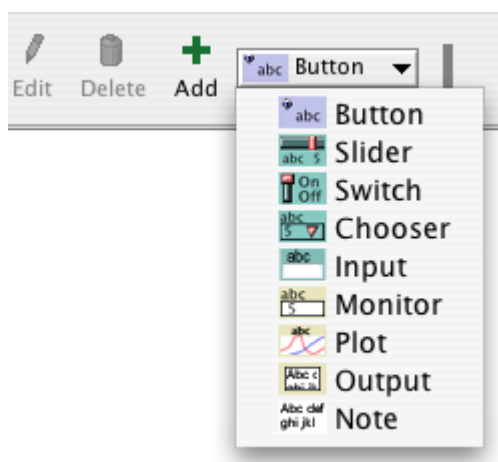 Edit Delete Add abc Button
abc Button
abc 5 Slider
On Off Switch
abc 5 Chooser
abc Input
abc 5 Monitor
abc Plot
Abc c Output
Abc def
ghi jkl Note